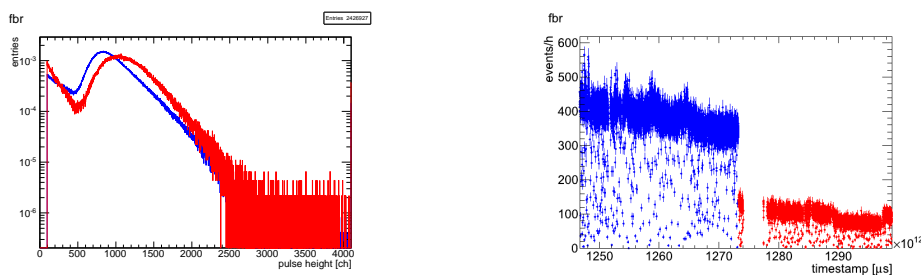 fbr
Entries 2426927
entries
10⁻³
10⁻⁴
10⁻⁵
10⁻⁶
0 500 1000 1500 2000 2500 3000 3500 4000
pulse height [ch]
fbr
events/h
600
500
400
300
200
100
0
1250 1260 1270 1280 1290
×10¹²
timestamp [μs]